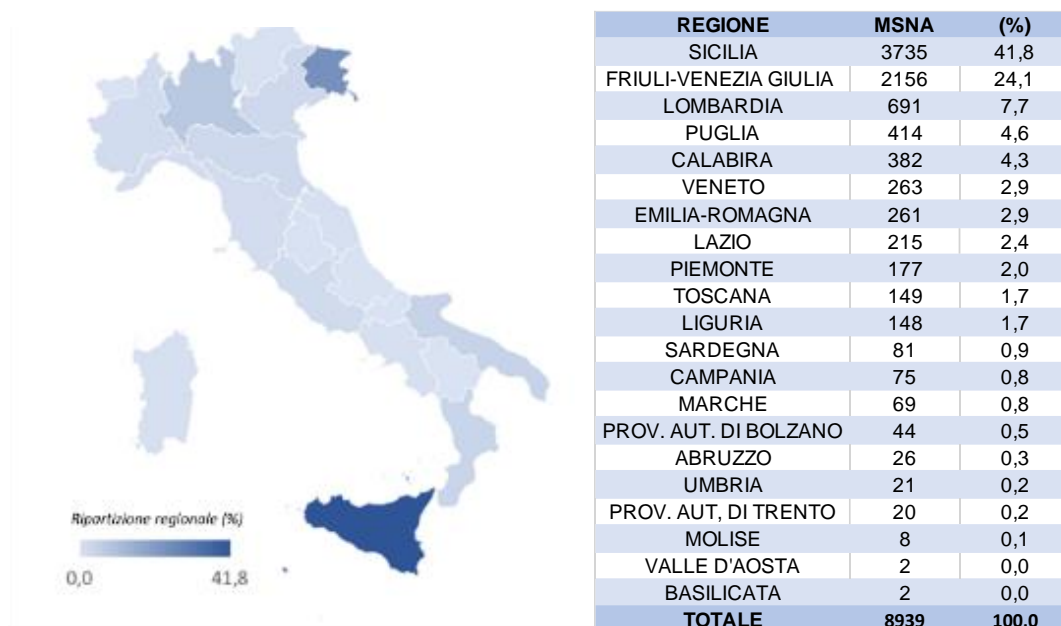 Ripartizione regionale (%)
0,0 41,8
REGIONE MSNA (%)
SICILIA 3735 41,8
FRIULI-VENEZIA GIULIA 2156 24,1
LOMBARDIA 691 7,7
PUGLIA 414 4,6
CALABIRA 382 4,3
VENETO 263 2,9
EMILIA-ROMAGNA 261 2,9
LAZIO 215 2,4
PIEMONTE 177 2,0
TOSCANA 149 1,7
LIGURIA 148 1,7
SARDEGNA 81 0,9
CAMPANIA 75 0,8
MARCHE 69 0,8
PROV. AUT. DI BOLZANO 44 0,5
ABRUZZO 26 0,3
UMBRIA 21 0,2
PROV. AUT, DI TRENTO 20 0,2
MOLISE 8 0,1
VALLE D'AOSTA 2 0,0
BASILICATA 2 0,0
TOTALE 8939 100,0